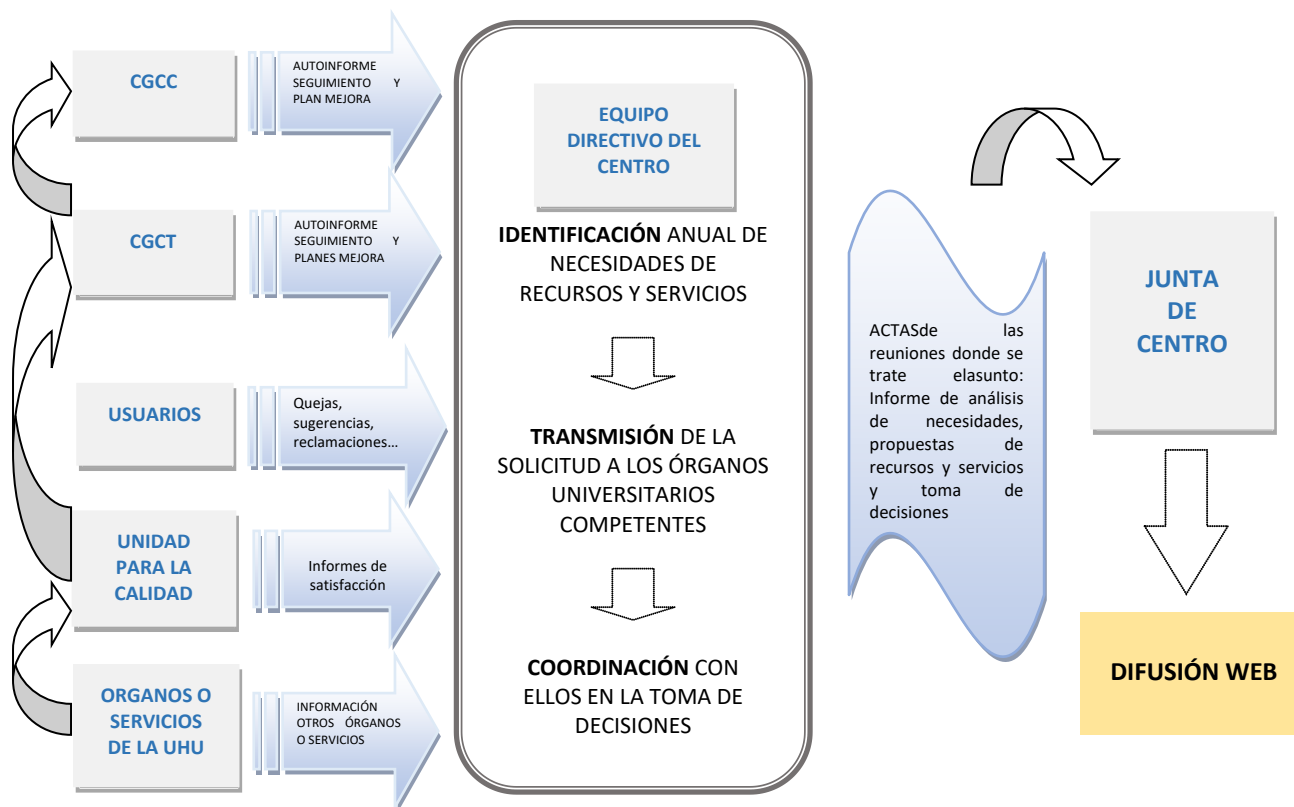 CGCC
AUTOINFORME
SEGUIMIENTO Y
PLAN MEJORA
CGCT
AUTOINFORME
SEGUIMIENTO Y
PLANES MEJORA
USUARIOS
Quejas,
sugerencias,
reclamaciones...
UNIDAD
PARA LA
CALIDAD
Informes de
satisfacción
ORGANOS O
SERVICIOS
DE LA UHU
INFORMACIÓN
OTROS ÓRGANOS
O SERVICIOS
EQUIPO
DIRECTIVO DEL
CENTRO
IDENTIFICACIÓN ANUAL DE
NECESIDADES DE
RECURSOS Y SERVICIOS
TRANSMISIÓN DE LA
SOLICITUD A LOS ÓRGANOS
UNIVERSITARIOS
COMPETENTES
COORDINACIÓN CON
ELLOS EN LA TOMA DE
DECISIONES
ACTASde las
reuniones donde se
trate elasunto:
Informe de análisis
de necesidades,
propuestas de
recursos y servicios
y toma de
decisiones
JUNTA
DE
CENTRO
DIFUSIÓN WEB